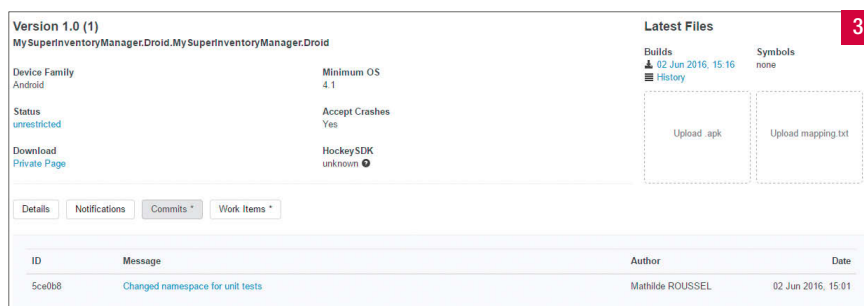 Version 1.0 (1)
MySuperInventoryManager.Droid.MySuperInventoryManager.Droid
Device Family
Android
Minimum OS
4.1
Status
unrestricted
Accept Crashes
Yes
Download
Private Page
HockeySDK
unknown
Latest Files
3
Builds
02 Jun 2016, 15:16
History
Symbols
none
Upload .apk
Upload mapping.txt
Details Notifications Commits * Work Items *
ID Message Author Date
5ce0b8 Changed namespace for unit tests Mathilde ROUSSEL 02 Jun 2016, 15:01